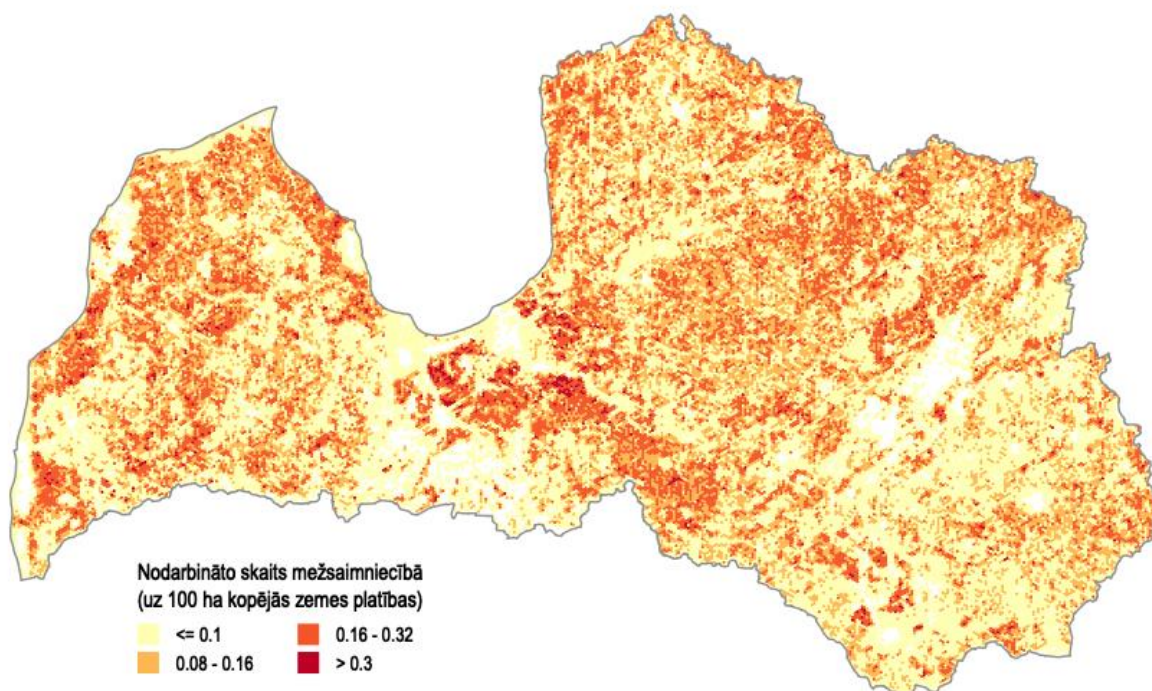 Nodarbināto skaits mežsaimniecībā
(uz 100 ha kopējās zemes platības)
<= 0.1
0.16 - 0.32
0.08 - 0.16
> 0.3